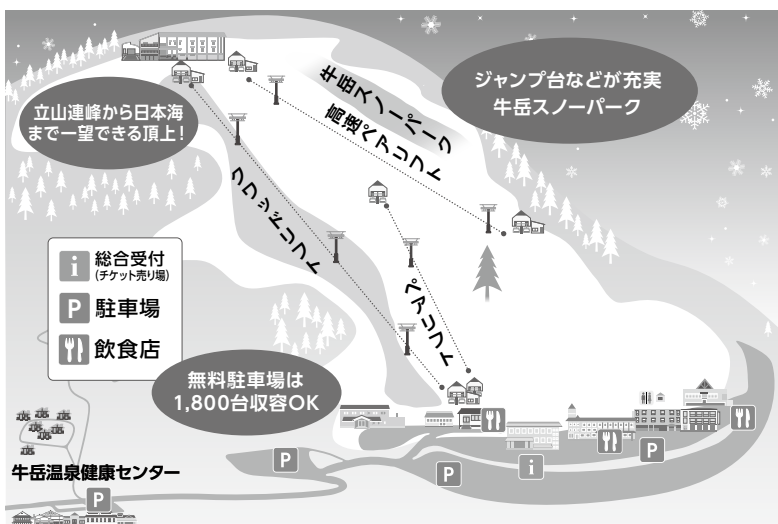 立山連峰から日本海
まで一望できる頂上！
牛岳スノーパーク
高速ペアリフト
ジャンプ台などが充実
牛岳スノーパーク
クワッドリフト
ペアリフト
i 総合受付
(チケット売り場)
P 駐車場
飲食店
無料駐車場は
1,800台収容OK
牛岳温泉健康センター
P
P
P
i
P